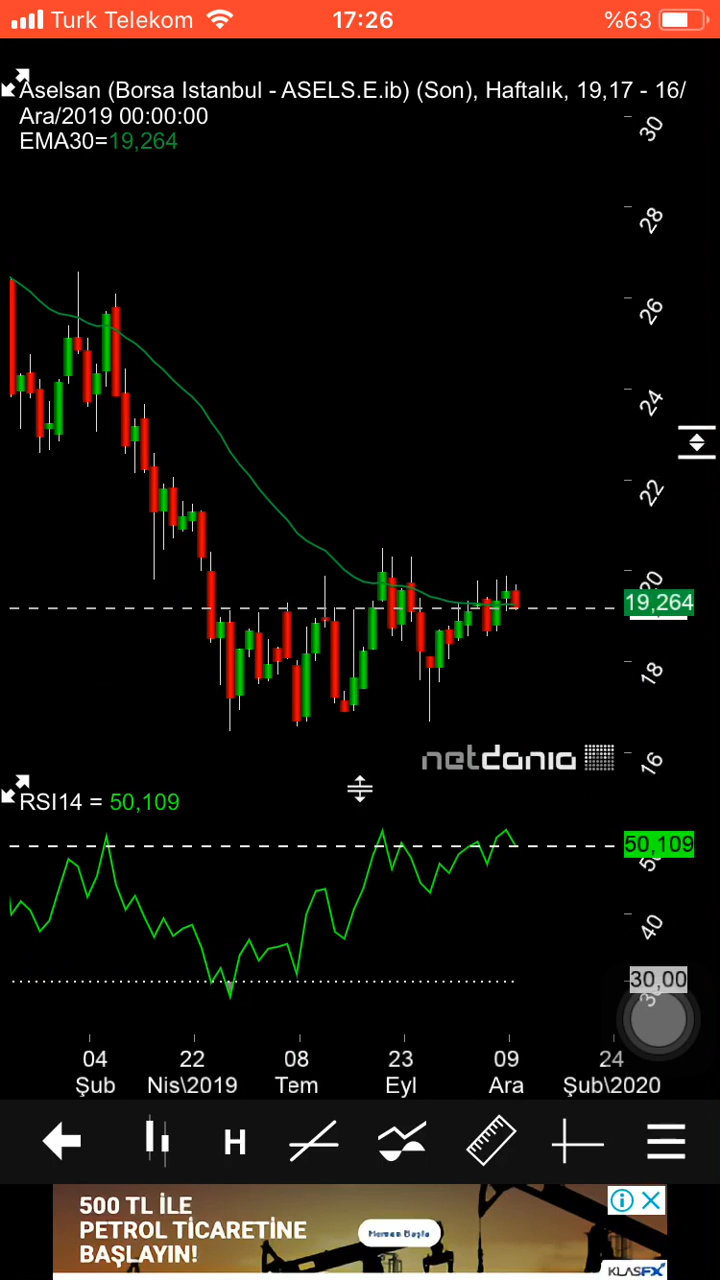 Turk Telekom
17:26
%63
Aselsan (Borsa Istanbul - ASELS.E.ib) (Son), Haftalık, 19,17 - 16/
Ara/2019 00:00:00
EMA30=19,264
30
28
26
24
22
20
19,264
18
16
netdania
RSI14 = 50,109
50,109
40
30,00
04 22 08 23 09 24
Şub Nis\2019 Tem Eyl Ara Şub\2020
H
500 TL İLE
PETROL TİCARETİNE
BAŞLAYIN!
Hemen Başla
KLASFX